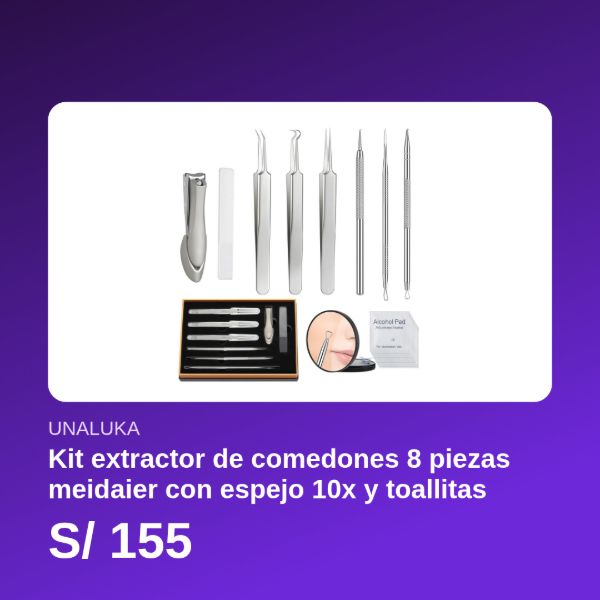 Alcohol Pad
UNALUKA
Kit extractor de comedones 8 piezas
meidaier con espejo 10x y toallitas
S/ 155